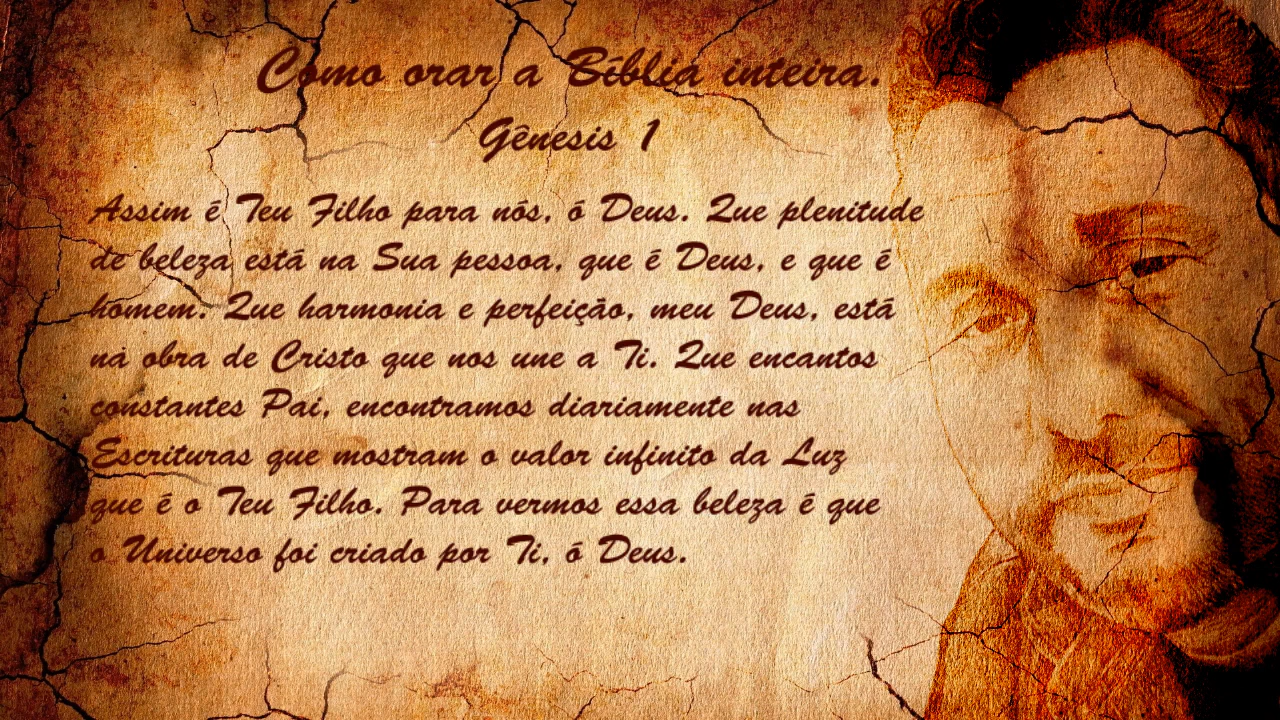 Como orar a Bíblia inteira.
Gênesis 1
Assim é Teu Filho para nós, ó Deus. Que plenitude
de beleza está na Sua pessoa, que é Deus, e que é
homem. Que harmonia e perfeição, meu Deus, está
na obra de Cristo que nos une a Ti. Que encantos
constantes Pai, encontramos diariamente nas
Escrituras que mostram o valor infinito da Luz
que é o Teu Filho. Para vermos essa beleza é que
o Universo foi criado por Ti, ó Deus.